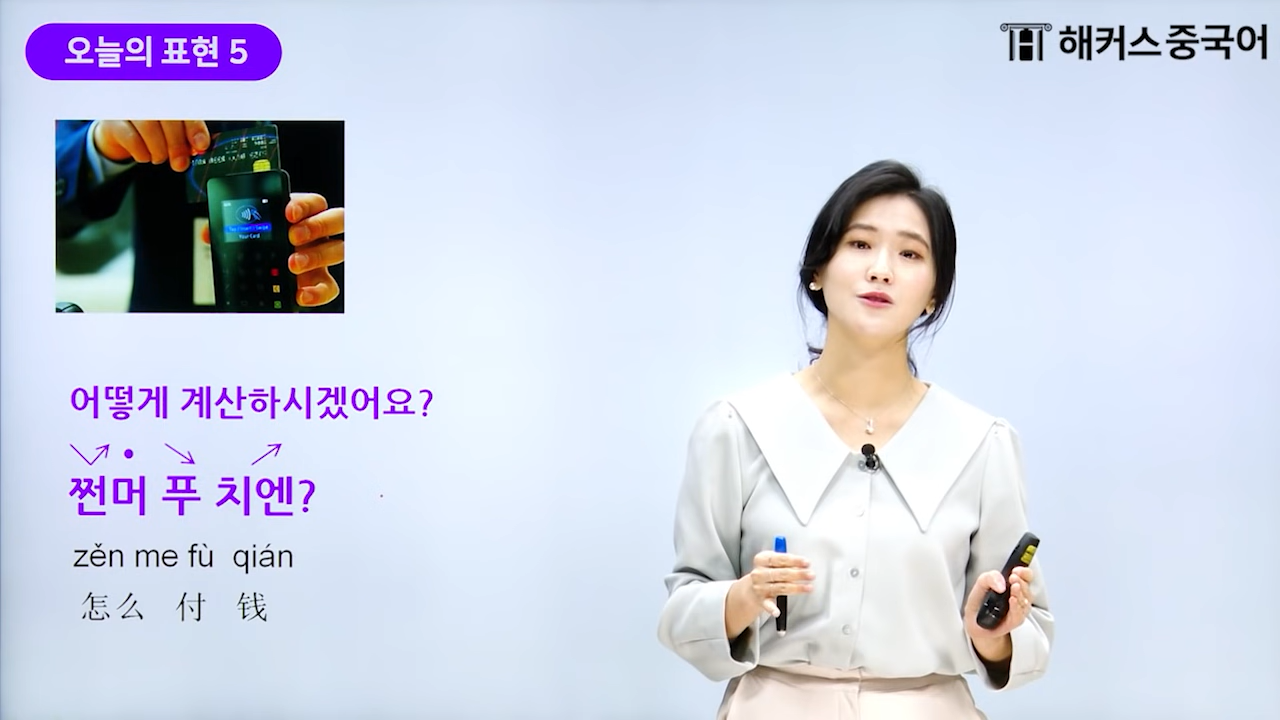 오늘의 표현 5
해커스중국어
어떻게 계산하시겠어요?
쩐머 푸 치엔?
zěn me fù qián
怎么 付 钱